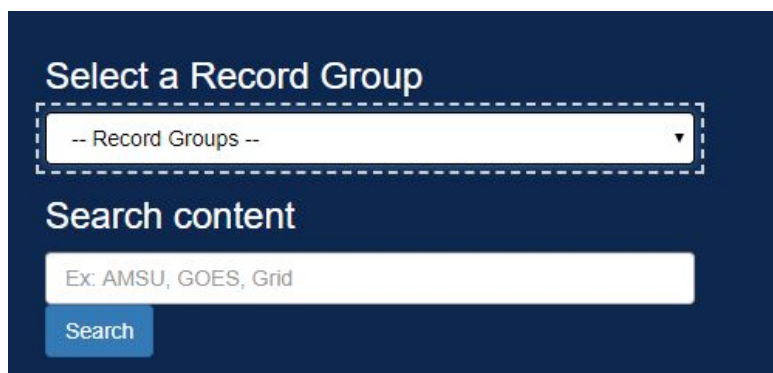 Select a Record Group
-- Record Groups --
Search content
Ex: AMSU, GOES, Grid
Search